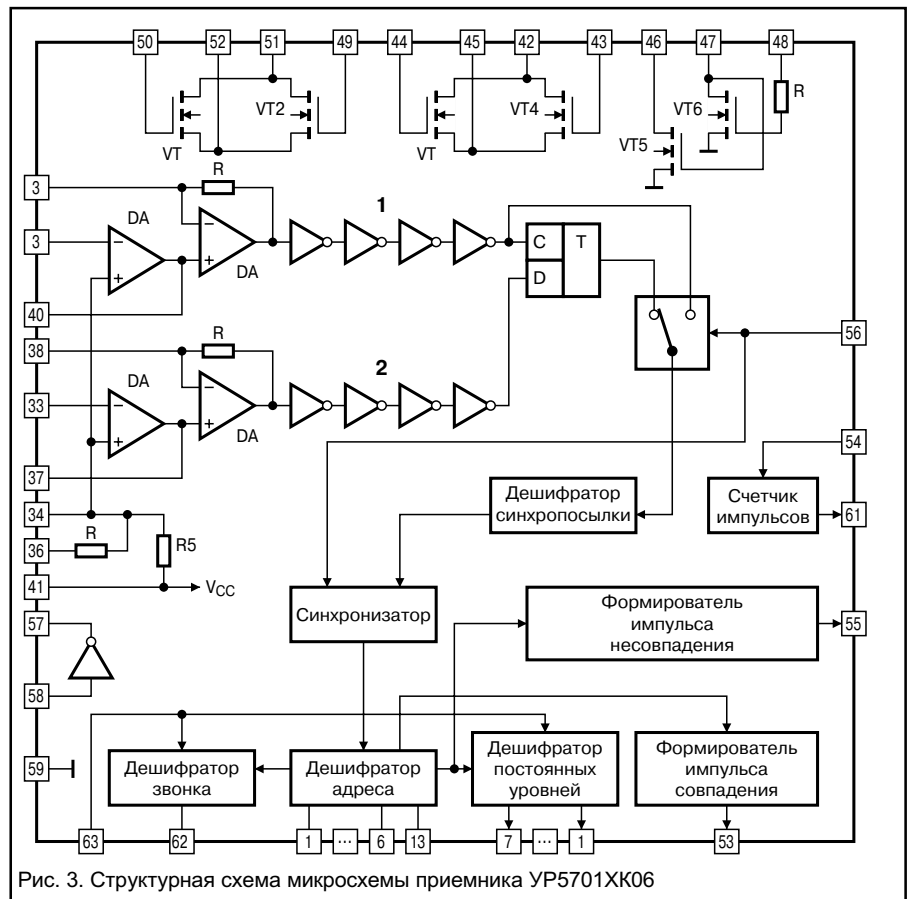 50 52 51 49 44 45 42 43 46 47 48
VT2 VT4 VT6 R
VT VT VT5
R
3
1
DA
3
C T
DA
D
40
R
56
38
DA
2
33
DA
54
37
Дешифратор
синхропосылки
Счетчик
импульсов
61
34
R
R5
36
41
VCC
Синхронизатор
Формирователь
импульса
несовпадения
57
55
58
59
Дешифратор
звонка
Дешифратор
адреса
Дешифратор
постоянных
уровней
Формирователь
импульса
совпадения
63 62 1 ... 6 13 7 ... 1 53
Рис. 3. Структурная схема микросхемы приемника УР5701ХК06